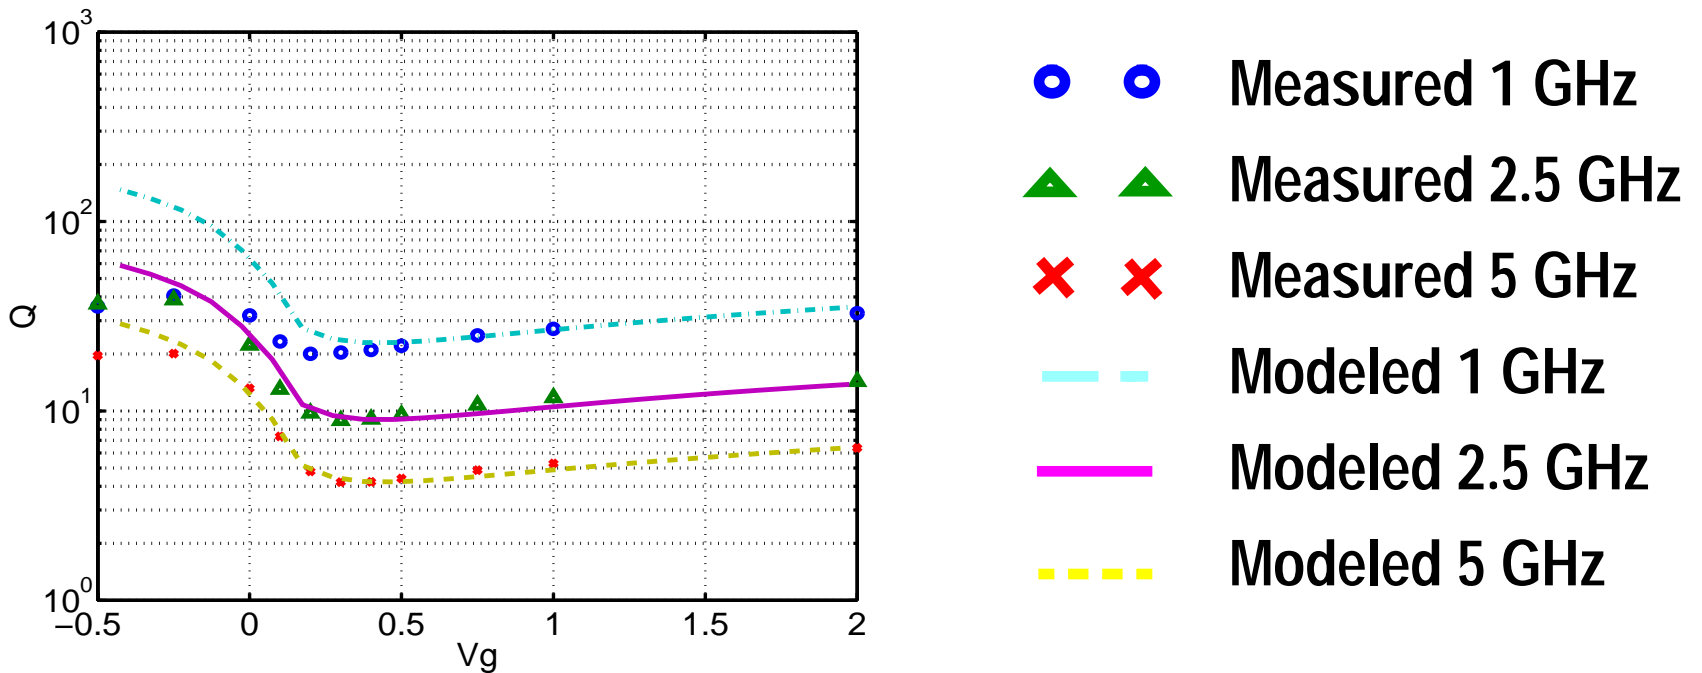 10^3
10^2
10^1
10^0
Q
−0.5 0 0.5 1 1.5 2
Vg
Measured 1 GHz
Measured 2.5 GHz
Measured 5 GHz
Modeled 1 GHz
Modeled 2.5 GHz
Modeled 5 GHz